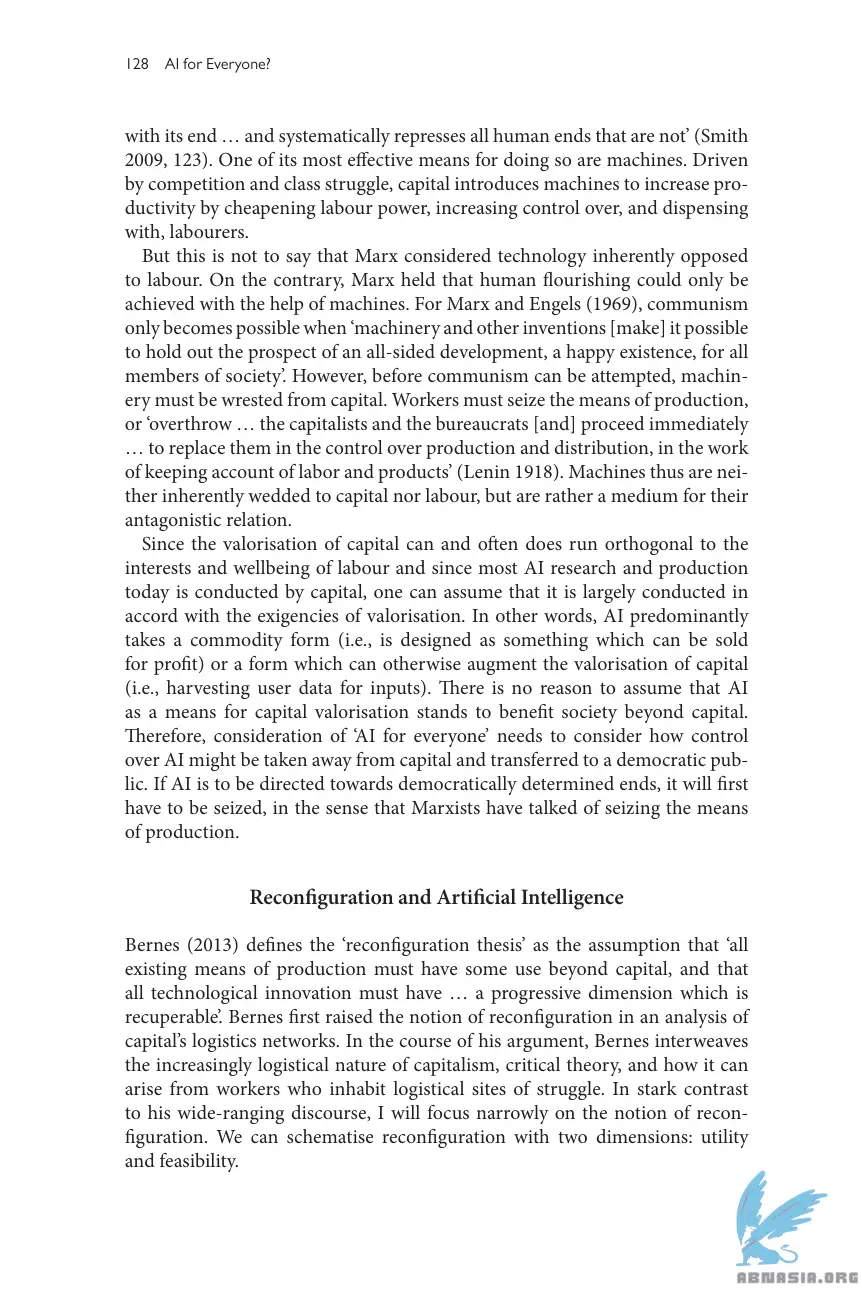 128 AI for Everyone?
with its end … and systematically represses all human ends that are not’ (Smith
2009, 123). One of its most effective means for doing so are machines. Driven
by competition and class struggle, capital introduces machines to increase pro-
ductivity by cheapening labour power, increasing control over, and dispensing
with, labourers.
But this is not to say that Marx considered technology inherently opposed
to labour. On the contrary, Marx held that human flourishing could only be
achieved with the help of machines. For Marx and Engels (1969), communism
only becomes possible when ‘machinery and other inventions [make] it possible
to hold out the prospect of an all-sided development, a happy existence, for all
members of society’. However, before communism can be attempted, machin-
ery must be wrested from capital. Workers must seize the means of production,
or ‘overthrow … the capitalists and the bureaucrats [and] proceed immediately
… to replace them in the control over production and distribution, in the work
of keeping account of labor and products’ (Lenin 1918). Machines thus are nei-
ther inherently wedded to capital nor labour, but are rather a medium for their
antagonistic relation.
Since the valorisation of capital can and often does run orthogonal to the
interests and wellbeing of labour and since most AI research and production
today is conducted by capital, one can assume that it is largely conducted in
accord with the exigencies of valorisation. In other words, AI predominantly
takes a commodity form (i.e., is designed as something which can be sold
for profit) or a form which can otherwise augment the valorisation of capital
(i.e., harvesting user data for inputs). There is no reason to assume that AI
as a means for capital valorisation stands to benefit society beyond capital.
Therefore, consideration of ‘AI for everyone’ needs to consider how control
over AI might be taken away from capital and transferred to a democratic pub-
lic. If AI is to be directed towards democratically determined ends, it will first
have to be seized, in the sense that Marxists have talked of seizing the means
of production.
Reconfiguration and Artificial Intelligence
Bernes (2013) defines the ‘reconfiguration thesis’ as the assumption that ‘all
existing means of production must have some use beyond capital, and that
all technological innovation must have … a progressive dimension which is
recuperable’. Bernes first raised the notion of reconfiguration in an analysis of
capital’s logistics networks. In the course of his argument, Bernes interweaves
the increasingly logistical nature of capitalism, critical theory, and how it can
arise from workers who inhabit logistical sites of struggle. In stark contrast
to his wide-ranging discourse, I will focus narrowly on the notion of recon-
figuration. We can schematise reconfiguration with two dimensions: utility
and feasibility.
ABNASIA.ORG